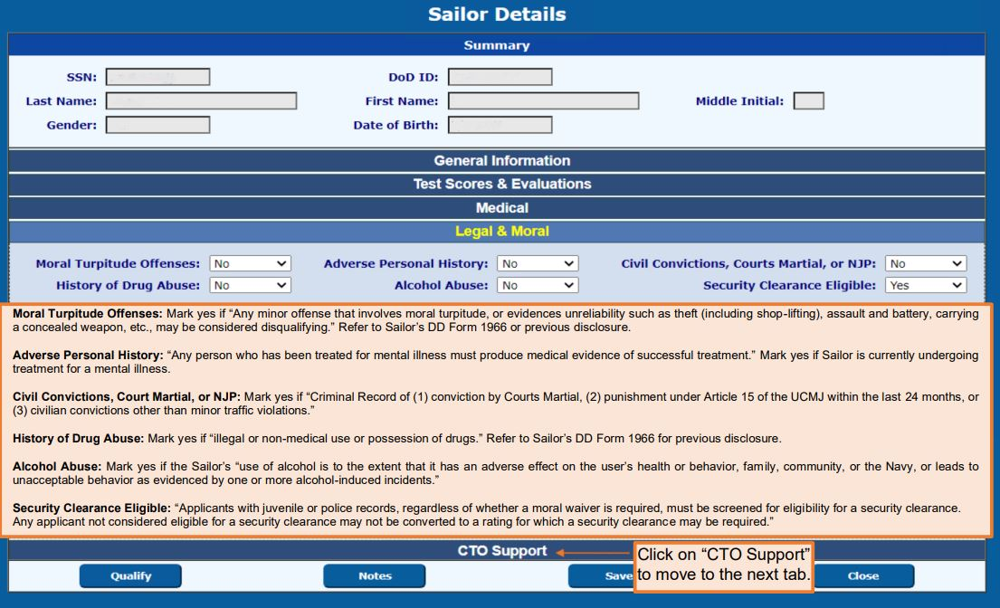 Sailor Details
Summary
SSN:
DoD ID:
Last Name:
First Name:
Middle Initial:
Gender:
Date of Birth:
General Information
Test Scores & Evaluations
Medical
Legal & Moral
Moral Turpitude Offenses: No
Adverse Personal History: No
Civil Convictions, Courts Martial, or NJP: No
History of Drug Abuse: No
Alcohol Abuse: No
Security Clearance Eligible: Yes
Moral Turpitude Offenses: Mark yes if “Any minor offense that involves moral turpitude, or evidences unreliability such as theft (including shop-lifting), assault and battery, carrying
a concealed weapon, etc., may be considered disqualifying.” Refer to Sailor’s DD Form 1966 or previous disclosure.
Adverse Personal History: “Any person who has been treated for mental illness must produce medical evidence of successful treatment.” Mark yes if Sailor is currently undergoing
treatment for a mental illness.
Civil Convictions, Court Martial, or NJP: Mark yes if “Criminal Record of (1) conviction by Courts Martial, (2) punishment under Article 15 of the UCMJ within the last 24 months, or
(3) civilian convictions other than minor traffic violations.”
History of Drug Abuse: Mark yes if “illegal or non-medical use or possession of drugs.” Refer to Sailor’s DD Form 1966 for previous disclosure.
Alcohol Abuse: Mark yes if the Sailor’s “use of alcohol is to the extent that it has an adverse effect on the user’s health or behavior, family, community, or the Navy, or leads to
unacceptable behavior as evidenced by one or more alcohol-induced incidents.”
Security Clearance Eligible: “Applicants with juvenile or police records, regardless of whether a moral waiver is required, must be screened for eligibility for a security clearance.
Any applicant not considered eligible for a security clearance may not be converted to a rating for which a security clearance may be required.”
CTO Support
Click on “CTO Support”
to move to the next tab.
Qualify
Notes
Save
Close